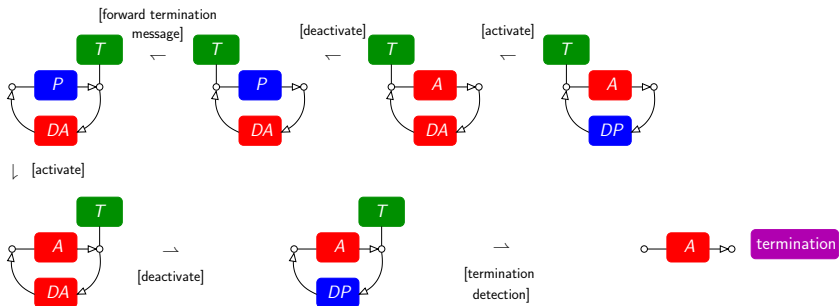 [forward termination
message]
[deactivate]
[activate]
T
T
T
T
P
P
A
A
DA
DA
DA
DP
[activate]
T
T
A
A
A
termination
[deactivate]
[termination
detection]
DA
DP